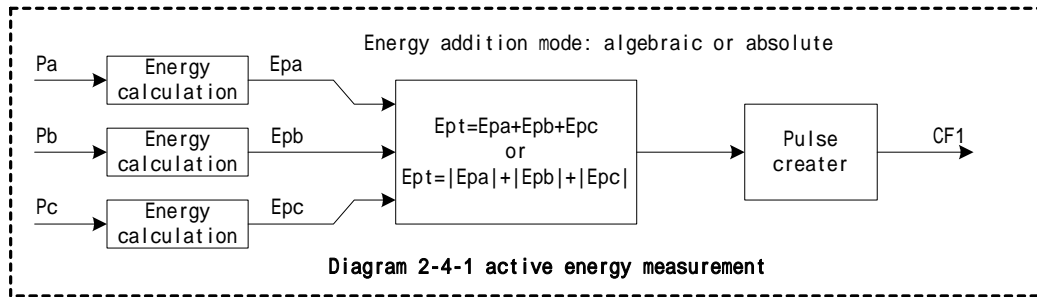 Energy addition mode: algebraic or absolute
Pa
Energy
calculation
Epa
Pb
Energy
calculation
Epb
Pc
Energy
calculation
Epc
Ept=Epa+Epb+Epc
or
Ept=|Epa|+|Epb|+|Epc|
Pulse
creater
CF1
Diagram 2-4-1 active energy measurement